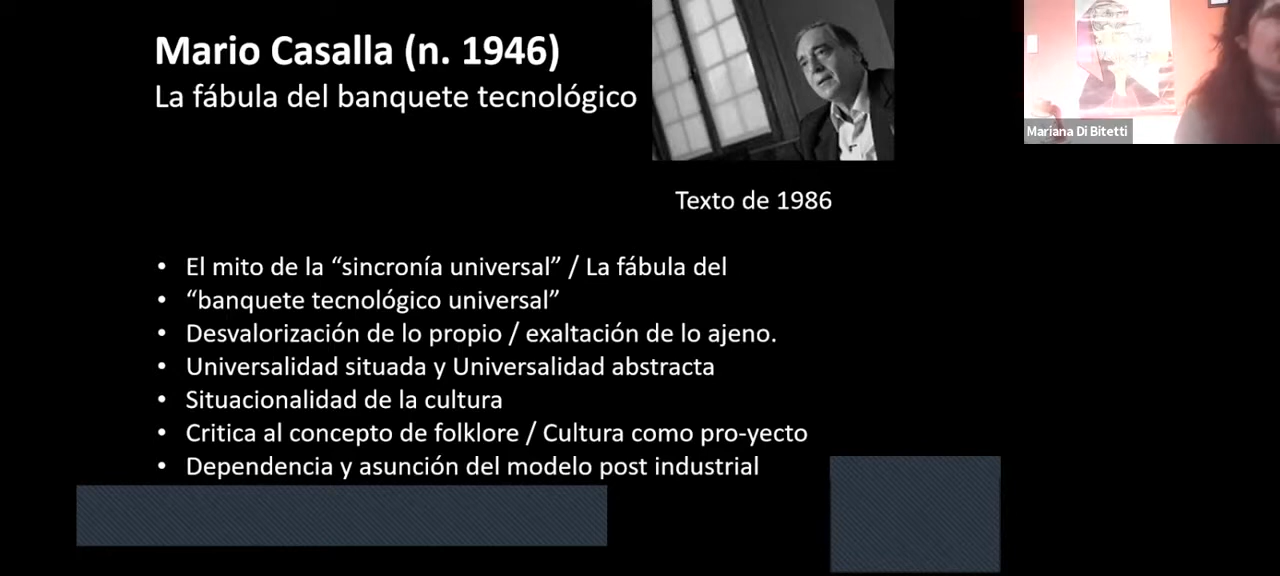 Mario Casalla (n. 1946)
La fábula del banquete tecnológico
Mariana Di Bitetti
Texto de 1986
• El mito de la “sincronía universal” / La fábula del
• “banquete tecnológico universal”
• Desvalorización de lo propio / exaltación de lo ajeno.
• Universalidad situada y Universalidad abstracta
• Situacionalidad de la cultura
• Critica al concepto de folklore / Cultura como pro-yecto
• Dependencia y asunción del modelo post industrial